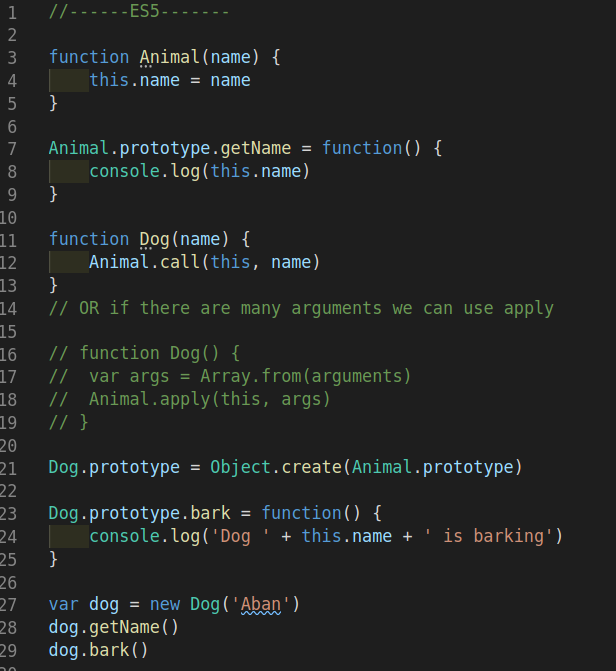 1 //------ES5-------
2
3 function Animal(name) {
4     this.name = name
5 }
6
7 Animal.prototype.getName = function() {
8     console.log(this.name)
9 }
10
11 function Dog(name) {
12     Animal.call(this, name)
13 }
14 // OR if there are many arguments we can use apply
15
16 // function Dog() {
17 //  var args = Array.from(arguments)
18 //  Animal.apply(this, args)
19 // }
20
21 Dog.prototype = Object.create(Animal.prototype)
22
23 Dog.prototype.bark = function() {
24     console.log('Dog ' + this.name + ' is barking')
25 }
26
27 var dog = new Dog('Aban')
28 dog.getName()
29 dog.bark()